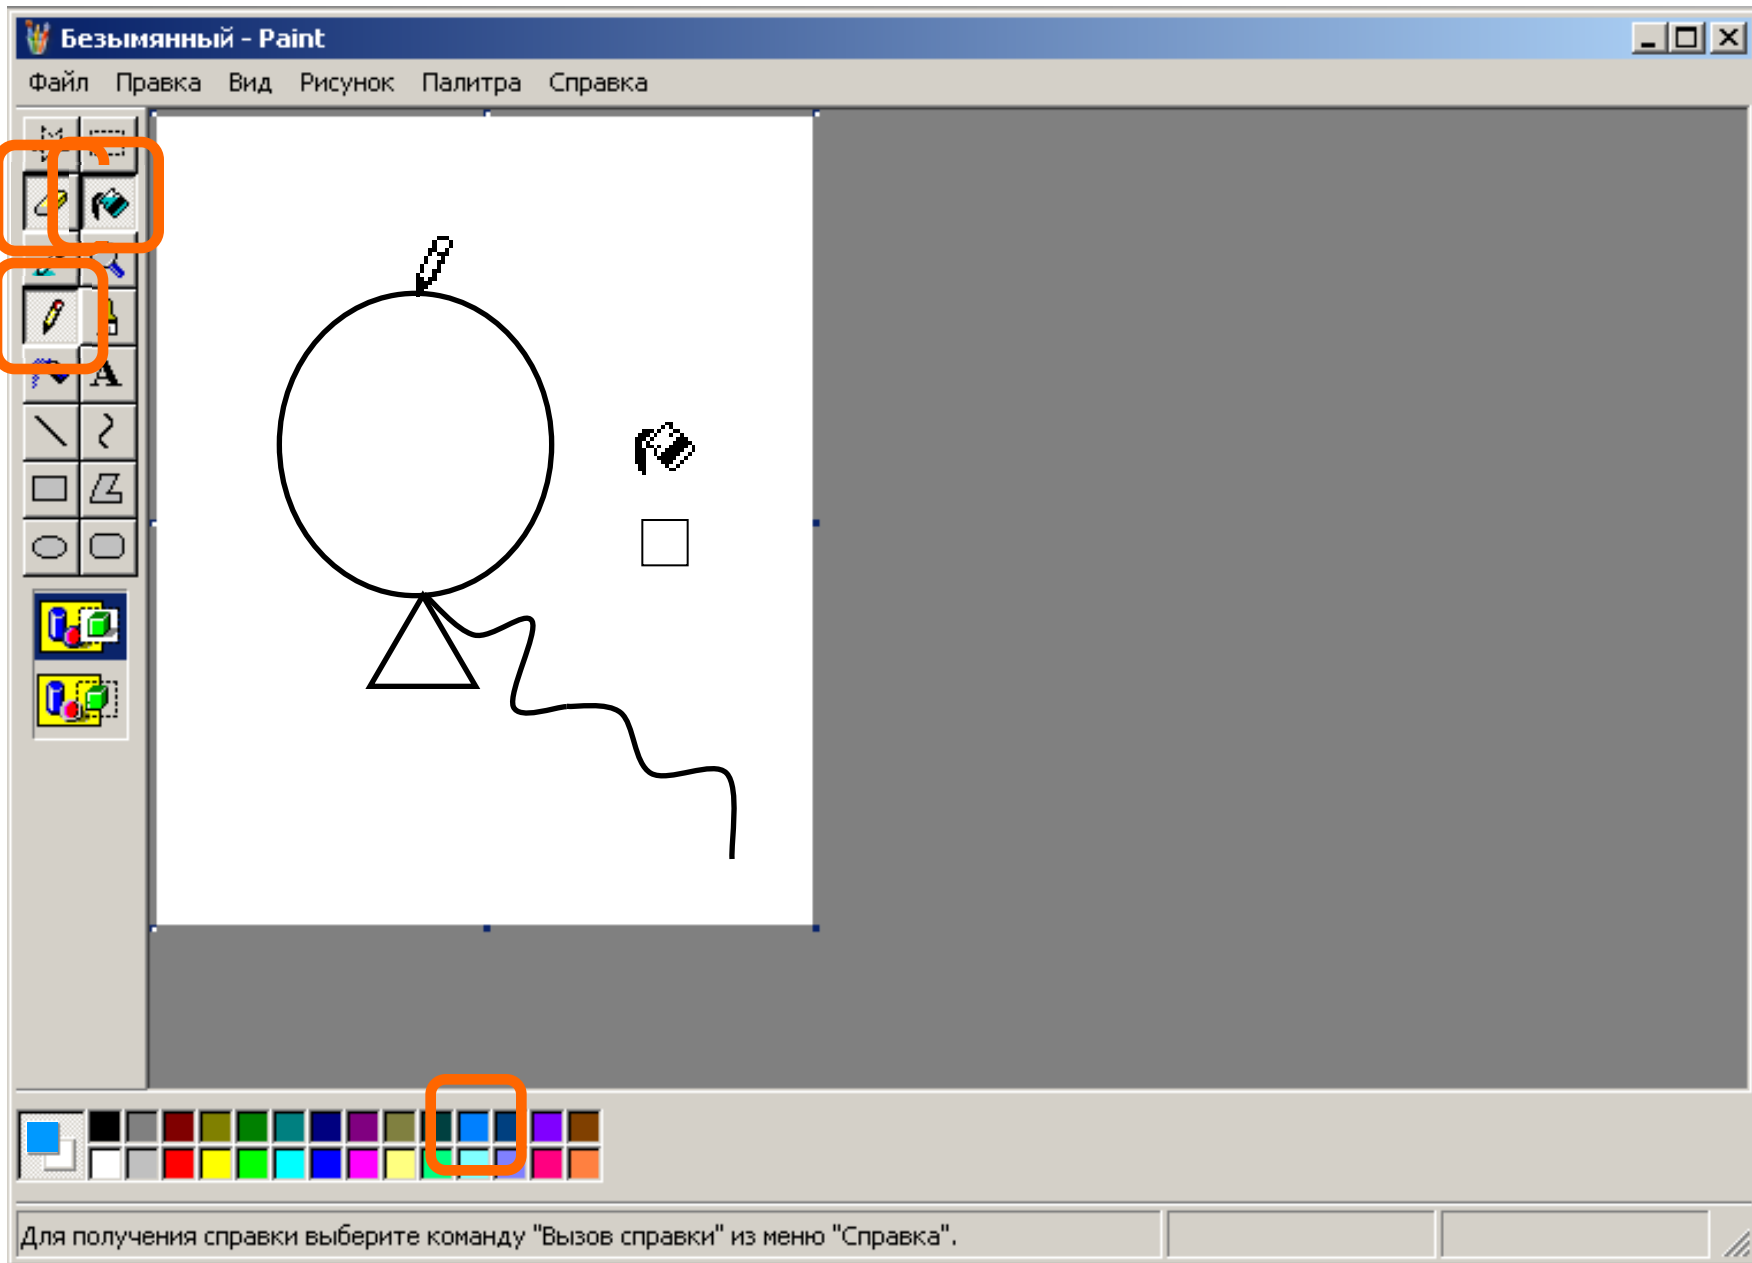 Безымянный - Paint
Файл Правка Вид Рисунок Палитра Справка
A
Для получения справки выберите команду "Вызов справки" из меню "Справка".